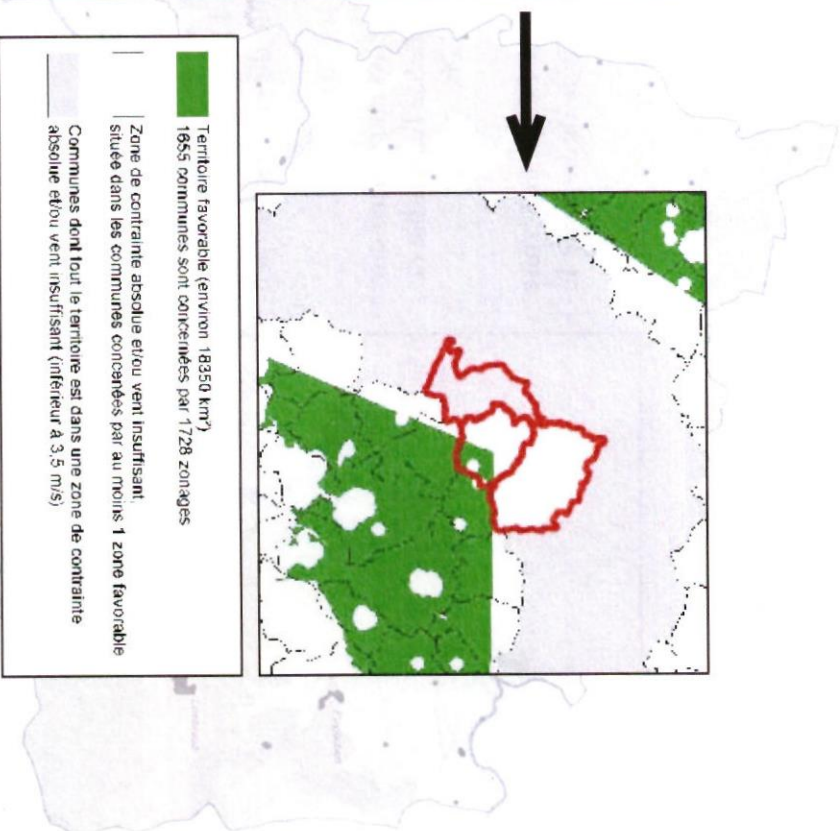 Territoire favorable (environ 18350 km²)
1655 communes sont concernées par 1728 zonages
Zone de contrainte absolue et/ou vent insuffisant,
située dans les communes concenées par au moins 1 zone favorable
Communes dont tout le territoire est dans une zone de contrainte
absolue et/ou vent insuffisant (inférieur à 3,5 m/s)